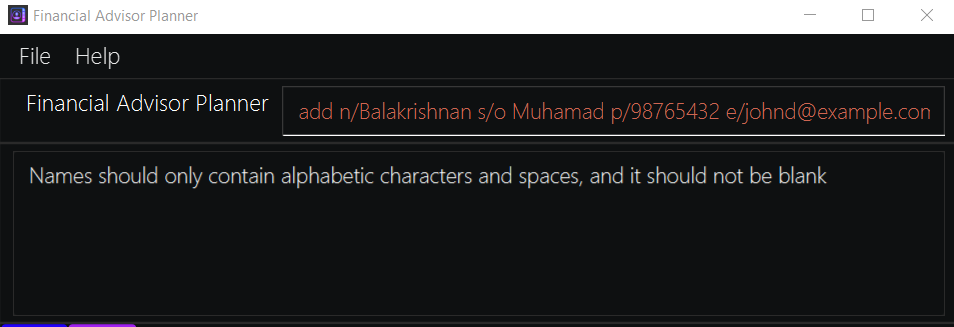 Financial Advisor Planner
File Help
Financial Advisor Planner
add n/Balakrishnan s/o Muhamad p/98765432 e/johnd@example.con
Names should only contain alphabetic characters and spaces, and it should not be blank